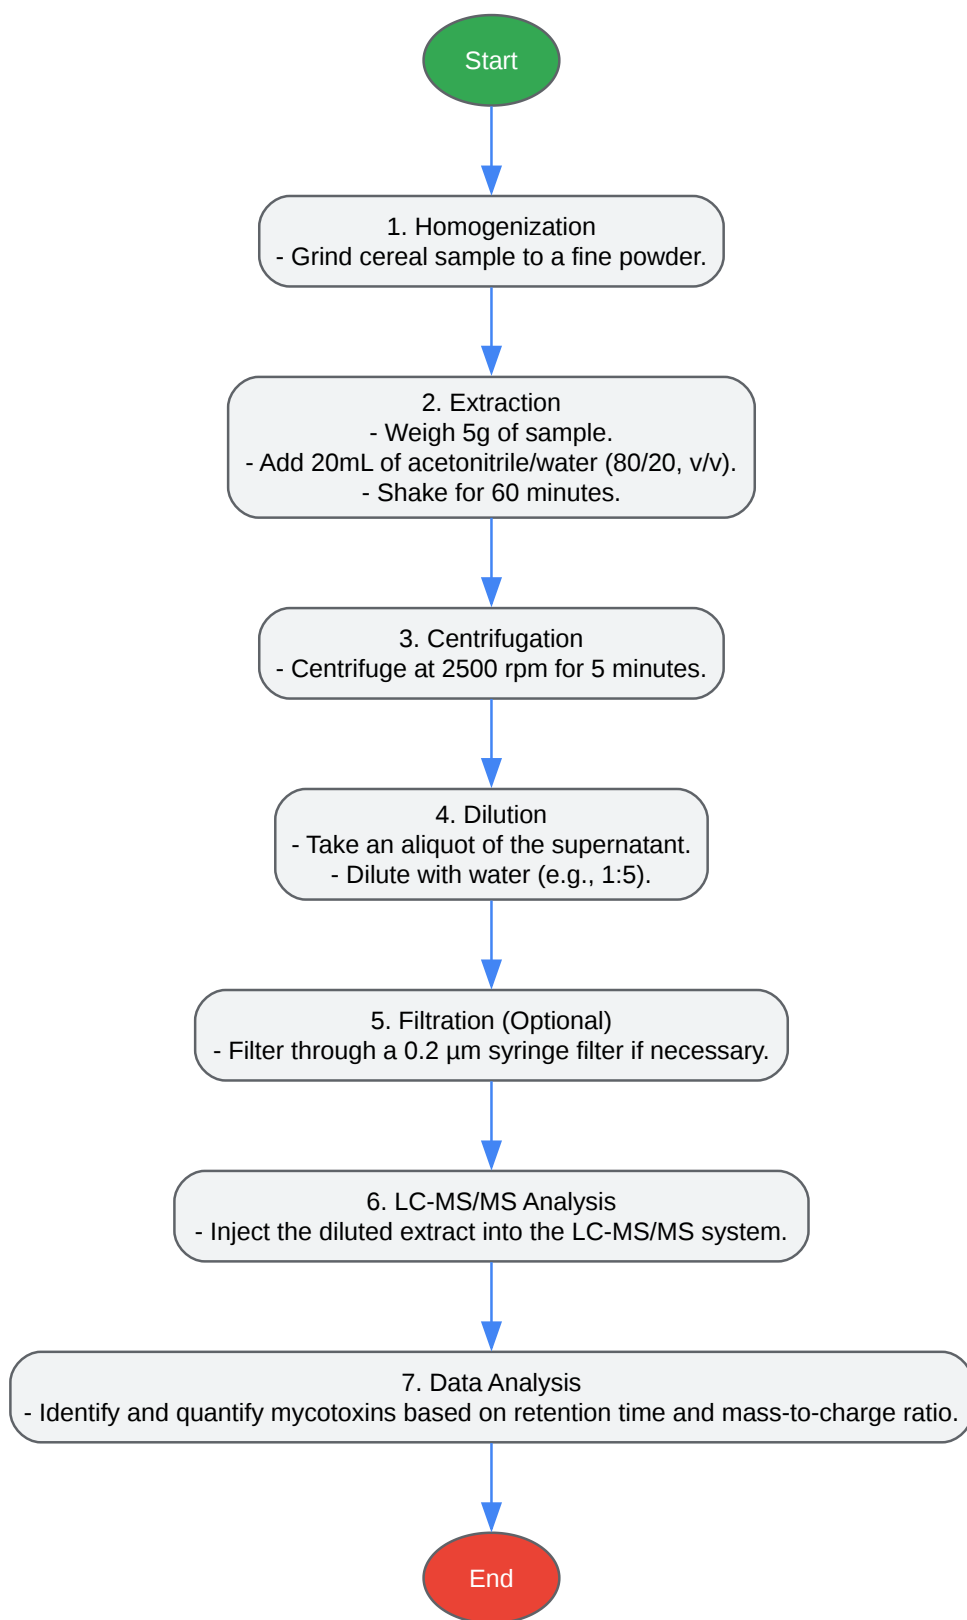 Start
1. Homogenization
- Grind cereal sample to a fine powder.
2. Extraction
- Weigh 5g of sample.
- Add 20mL of acetonitrile/water (80/20, v/v).
- Shake for 60 minutes.
3. Centrifugation
- Centrifuge at 2500 rpm for 5 minutes.
4. Dilution
- Take an aliquot of the supernatant.
- Dilute with water (e.g., 1:5).
5. Filtration (Optional)
- Filter through a 0.2 µm syringe filter if necessary.
6. LC-MS/MS Analysis
- Inject the diluted extract into the LC-MS/MS system.
7. Data Analysis
- Identify and quantify mycotoxins based on retention time and mass-to-charge ratio.
End